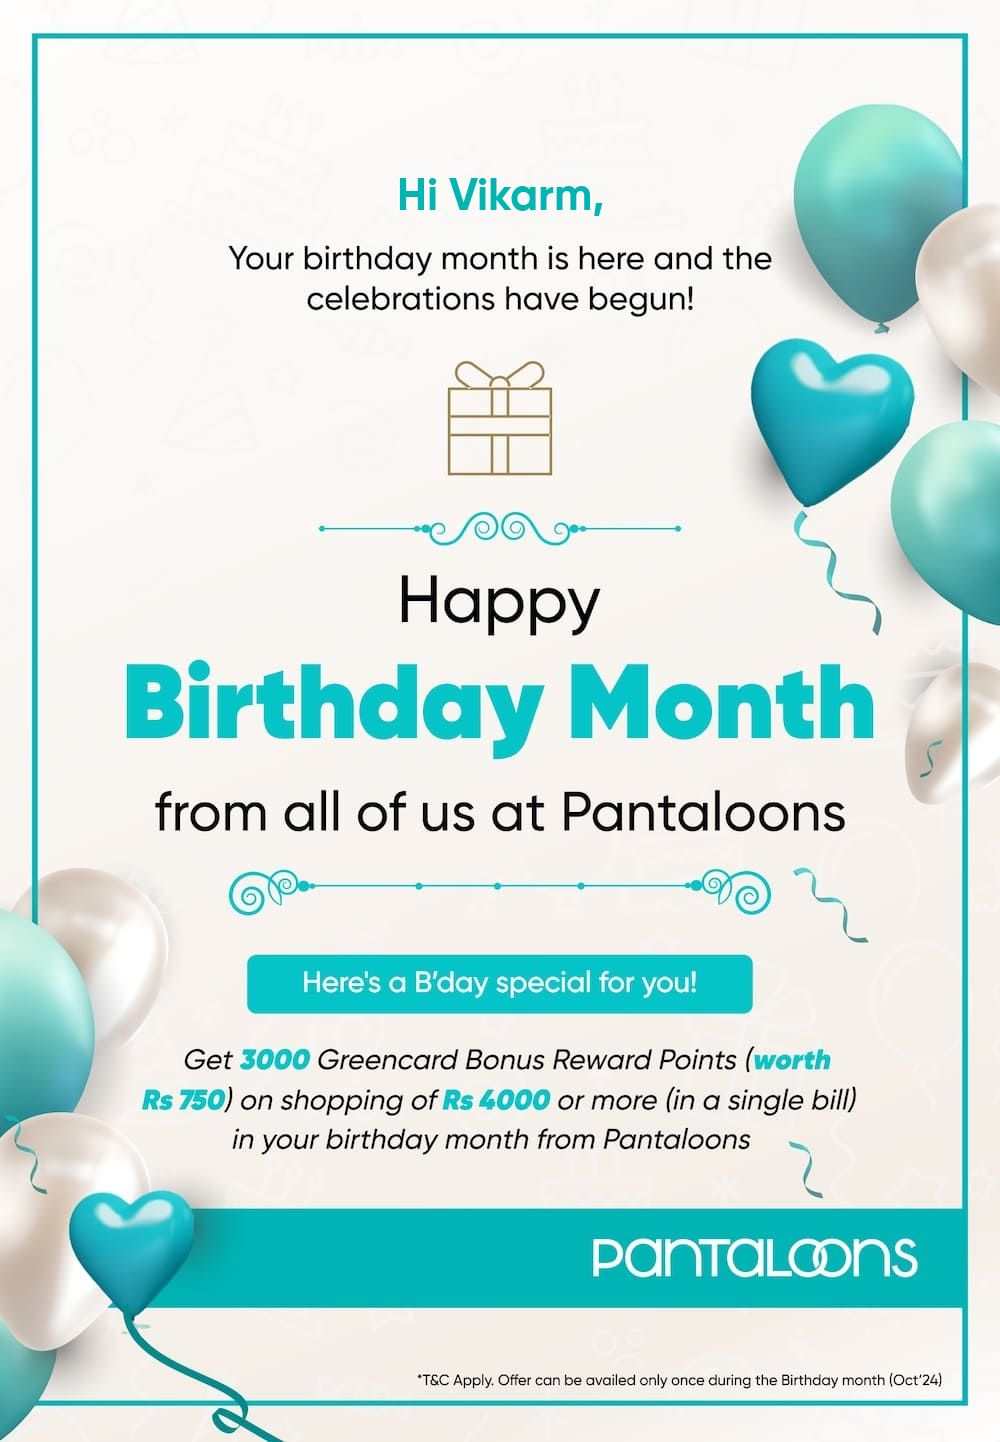 Hi Vikarm,
Your birthday month is here and the
celebrations have begun!
Happy
Birthday Month
from all of us at Pantaloons
Here's a B’day special for you!
Get 3000 Greencard Bonus Reward Points (worth
Rs 750) on shopping of Rs 4000 or more (in a single bill)
in your birthday month from Pantaloons
PANTALOONS
*T&C Apply. Offer can be availed only once during the Birthday month (Oct’24)